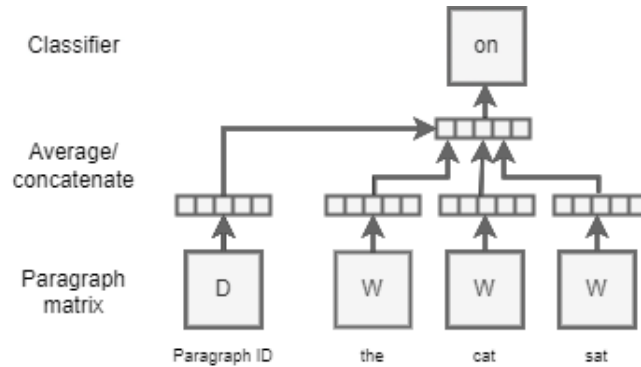 Classifier
on
Average/
concatenate
Paragraph
matrix
D
W
W
W
Paragraph ID
the
cat
sat